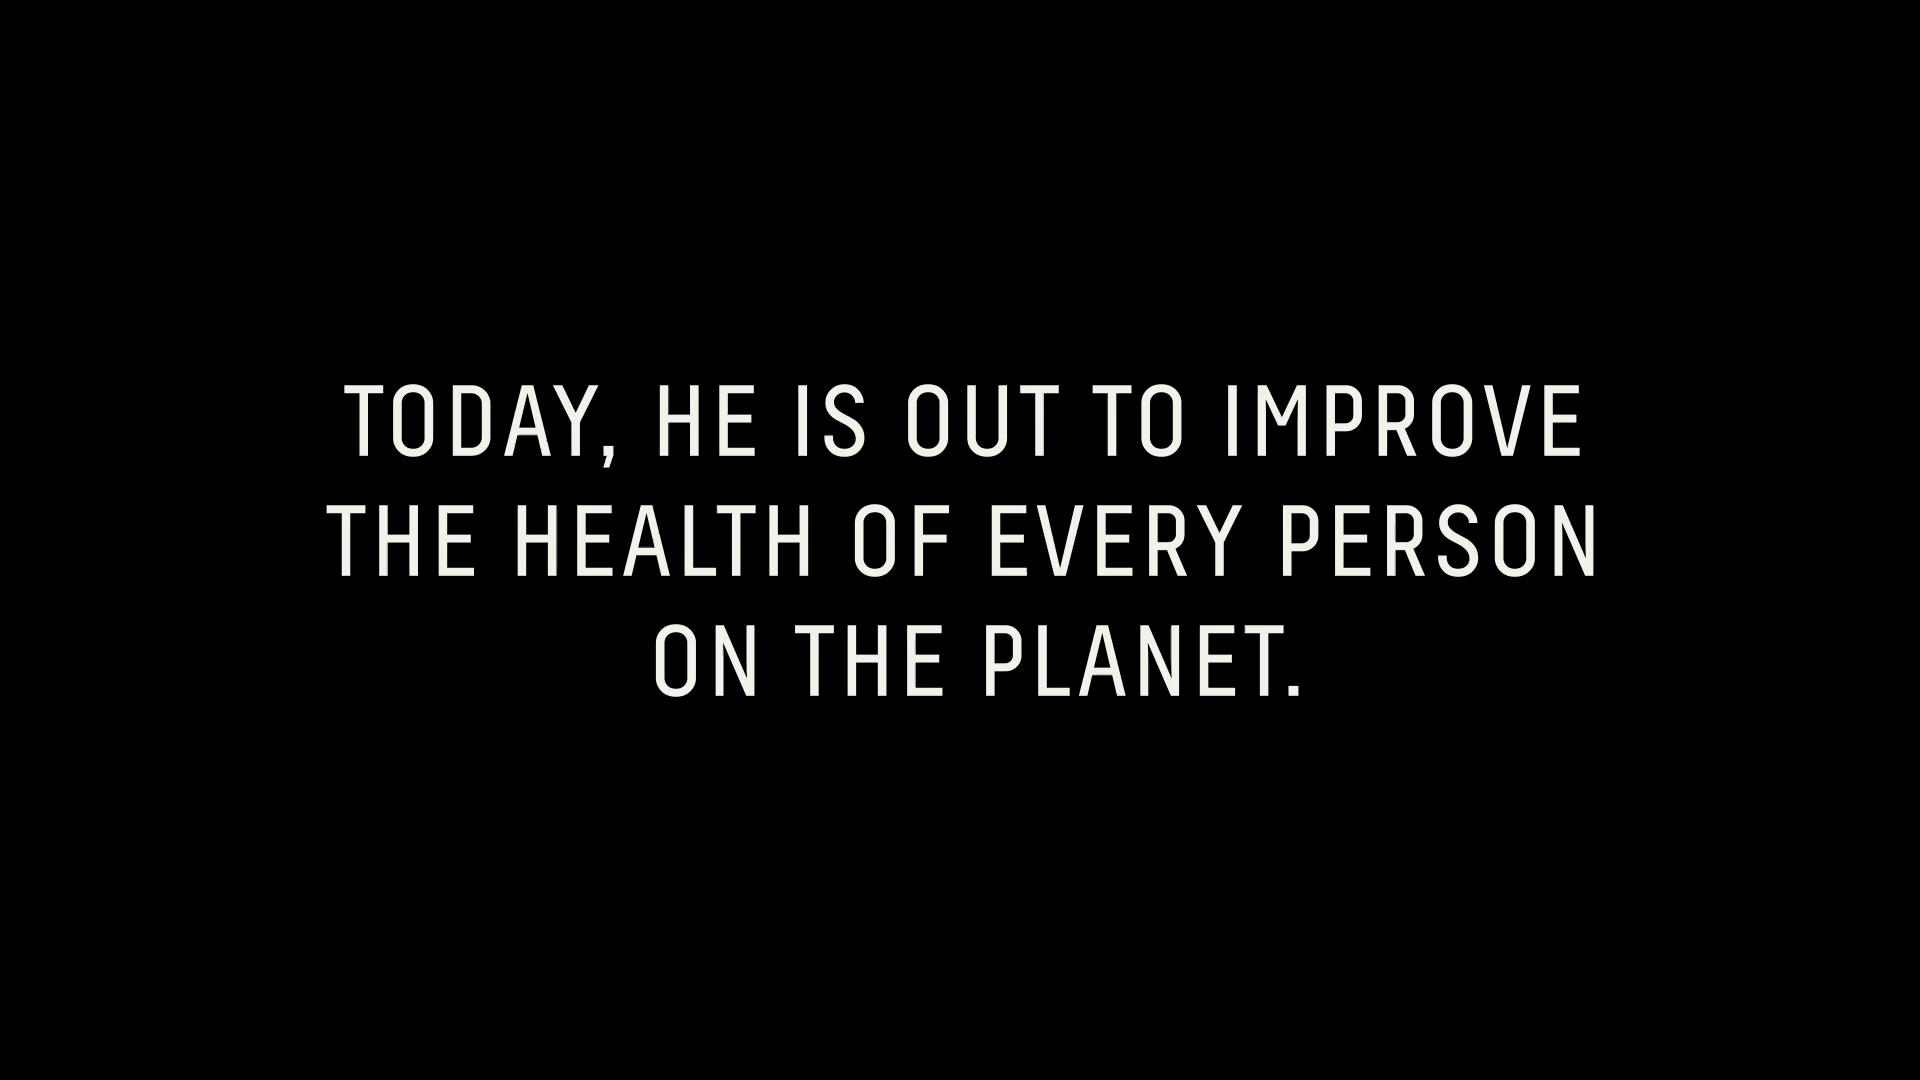 TODAY, HE IS OUT TO IMPROVE
THE HEALTH OF EVERY PERSON
ON THE PLANET.